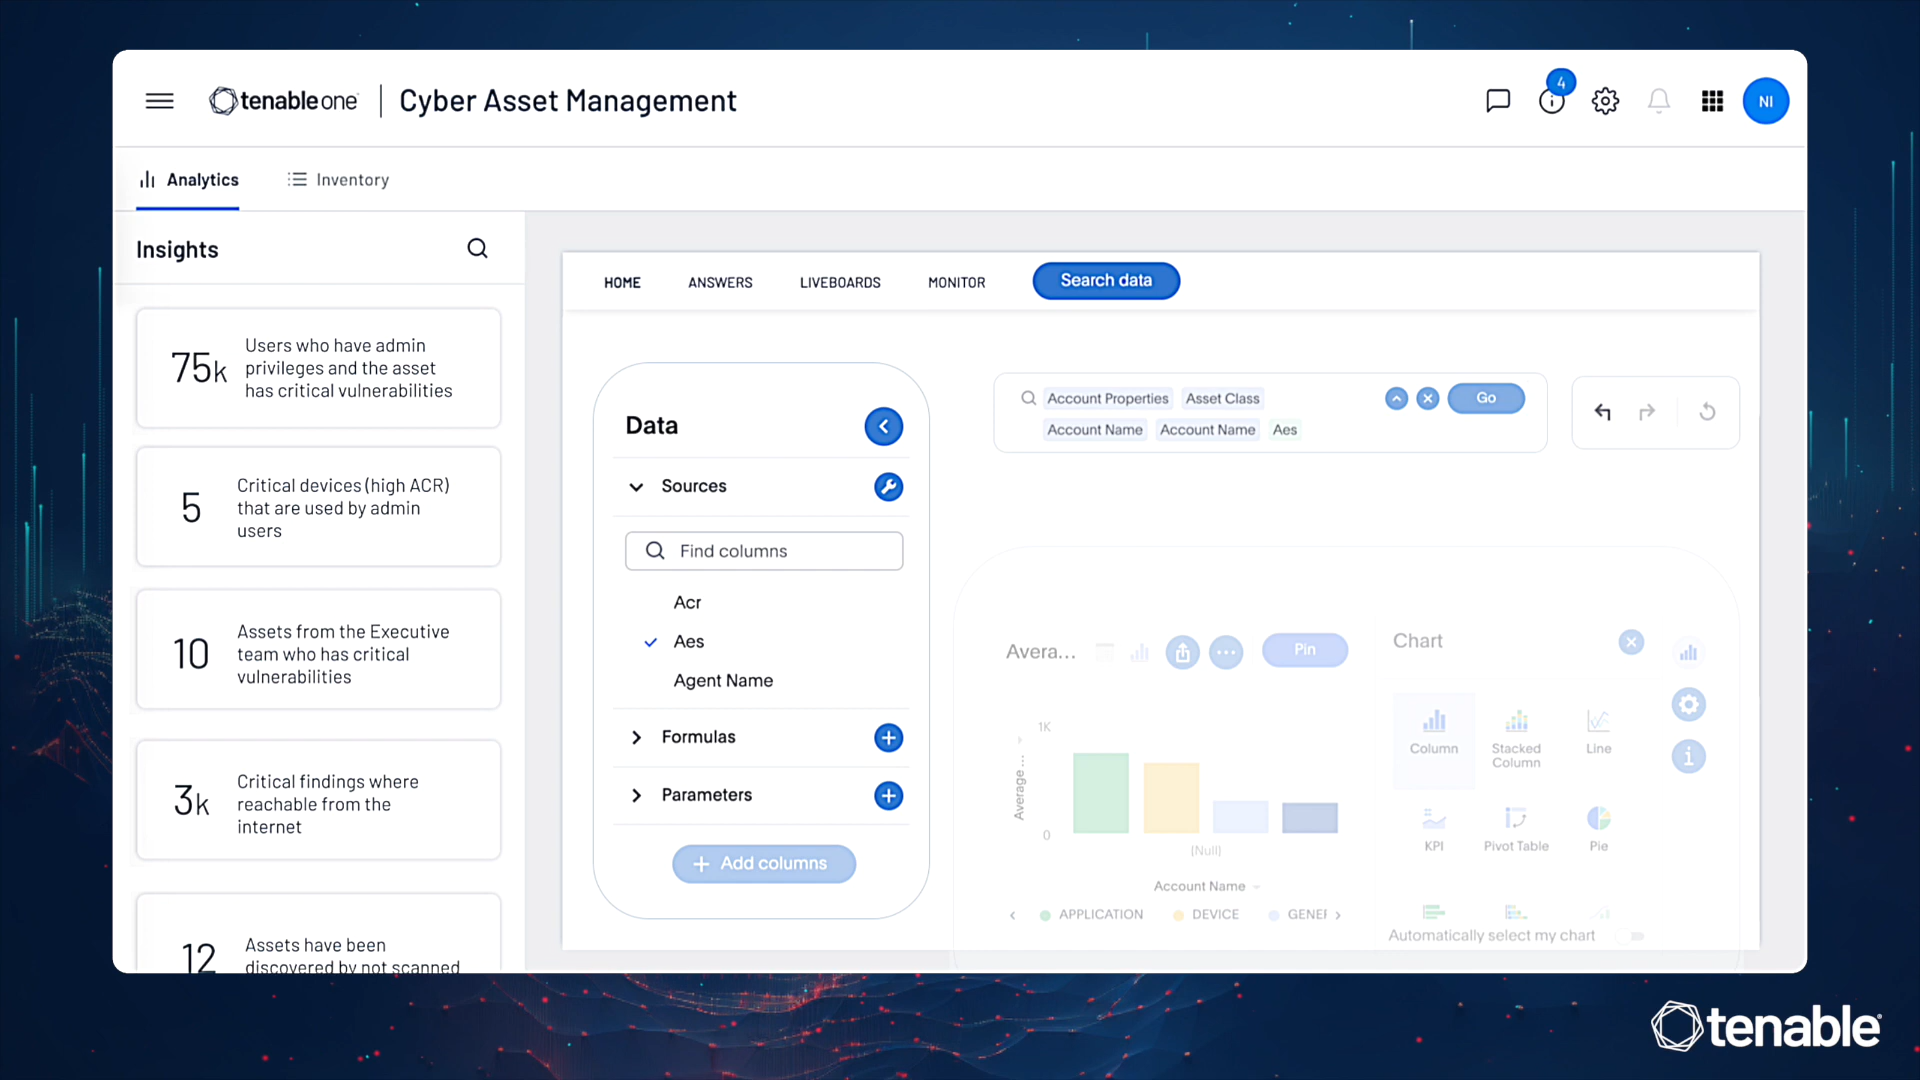 tenable one
Cyber Asset Management
4
NI
Analytics
Inventory
Insights
75k
Users who have admin
privileges and the asset
has critical vulnerabilities
5
Critical devices (high ACR)
that are used by admin
users
10
Assets from the Executive
team who has critical
vulnerabilities
3k
Critical findings where
reachable from the
internet
12
Assets have been
discovered by not scanned
HOME
ANSWERS
LIVEBOARDS
MONITOR
Search data
Data
Sources
Find columns
Acr
Aes
Agent Name
Formulas
Parameters
+ Add columns
Account Properties Asset Class
Account Name Account Name Aes
Go
Avera...
Pin
1K
Average ...
0
{Null}
Account Name
APPLICATION DEVICE GENEF
Chart
Column
Stacked
Column
Line
KPI
Pivot Table
Pie
Automatically select my chart
tenable